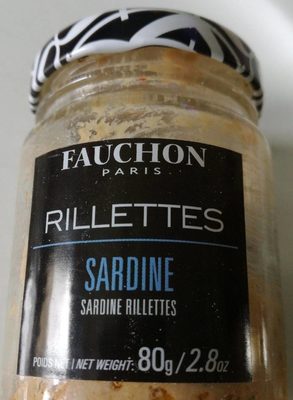 FAUCHON
PARIS
RILLETTES
SARDINE
SARDINE RILLETTES
POIDS NET / NET WEIGHT: 80g / 2.8oz